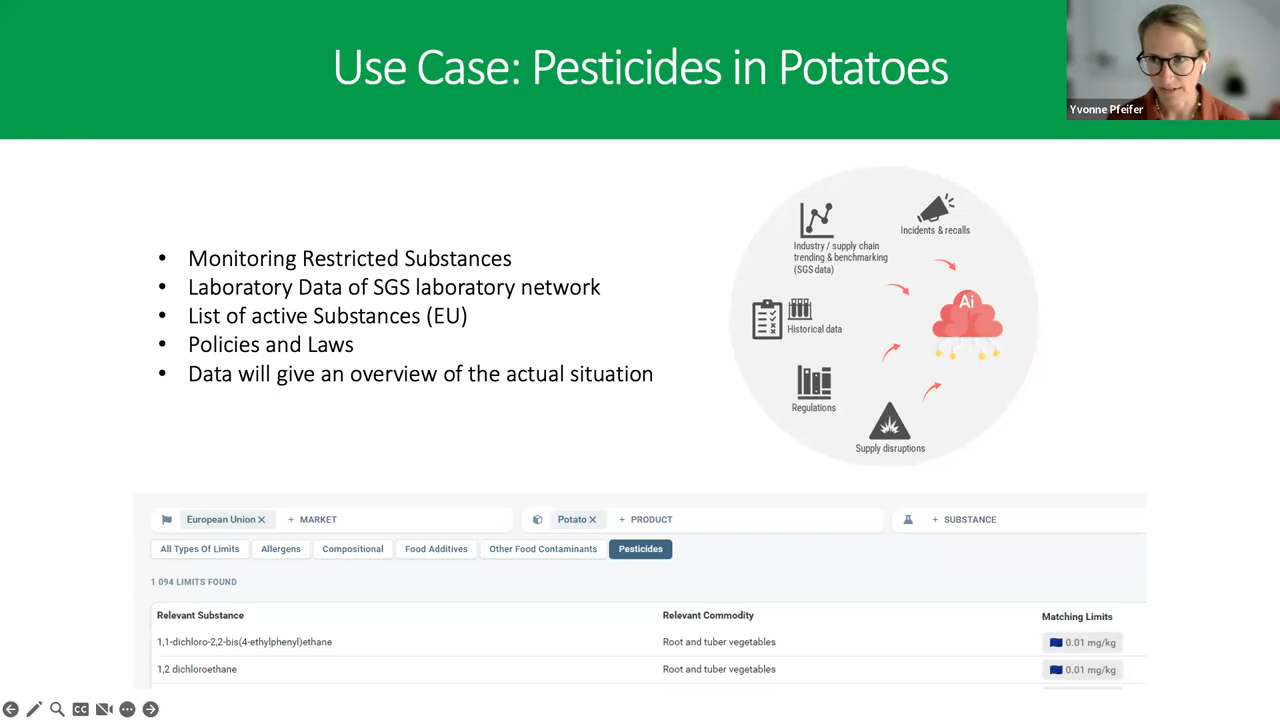 Use Case: Pesticides in Potatoes
Yvonne Pfeifer
• Monitoring Restricted Substances
• Laboratory Data of SGS laboratory network
• List of active Substances (EU)
• Policies and Laws
• Data will give an overview of the actual situation
Incidents & recalls
Industry / supply chain
trending & benchmarking
(SGS data)
Ai
Historical data
Regulations
Supply disruptions
European Union × + MARKET Potato × + PRODUCT + SUBSTANCE
All Types Of Limits Allergens Compositional Food Additives Other Food Contaminants Pesticides
1 094 LIMITS FOUND
Relevant Substance Relevant Commodity Matching Limits
1,1-dichloro-2,2-bis(4-ethylphenyl)ethane Root and tuber vegetables 0.01 mg/kg
1,2 dichloroethane Root and tuber vegetables 0.01 mg/kg
CC